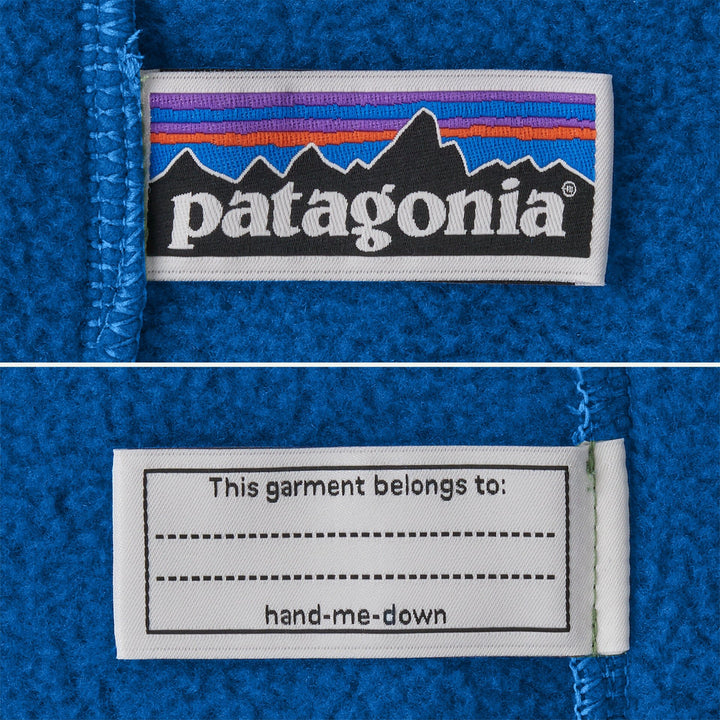 patagonia®
This garment belongs to:
hand-me-down